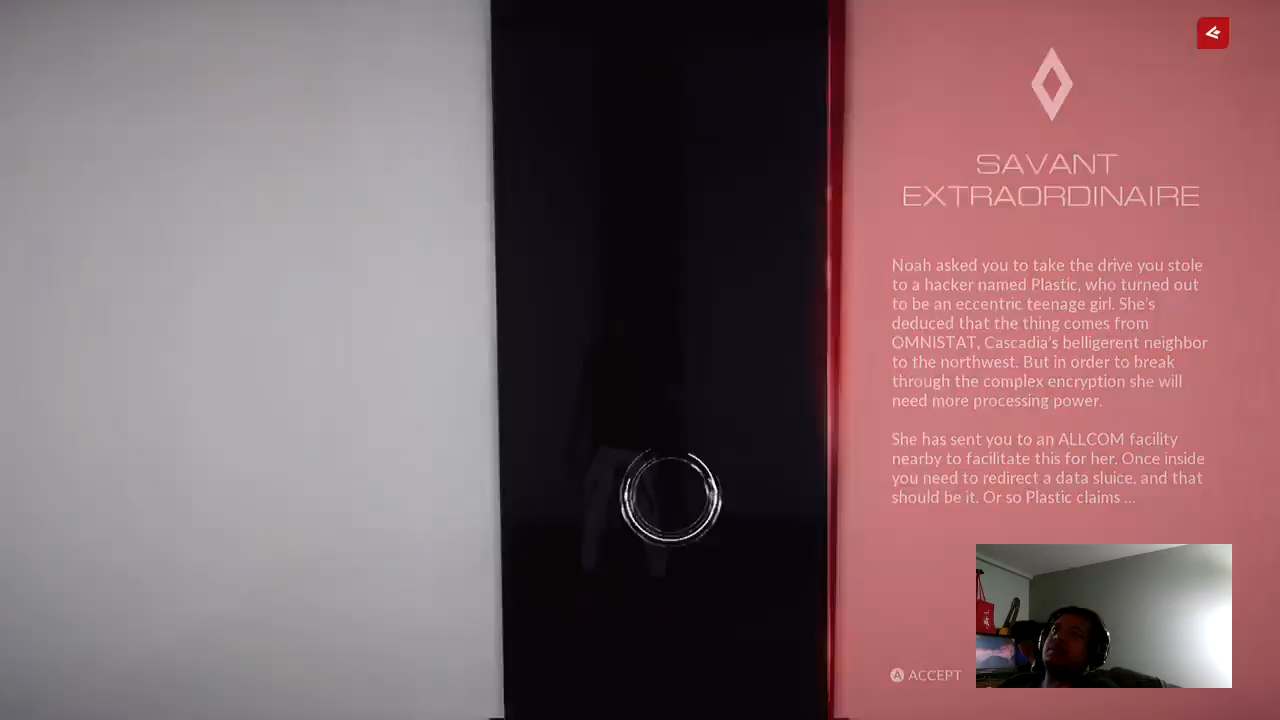 SAVANT
EXTRAORDINAIRE
Noah asked you to take the drive you stole
to a hacker named Plastic, who turned out
to be an eccentric teenage girl. She's
deduced that the thing comes from
OMNISTAT, Cascadia's belligerent neighbor
to the northwest. But in order to break
through the complex encryption she will
need more processing power.
She has sent you to an ALLCOM facility
nearby to facilitate this for her. Once inside
you need to redirect a data sluice, and that
should be it. Or so Plastic claims ...
A ACCEPT